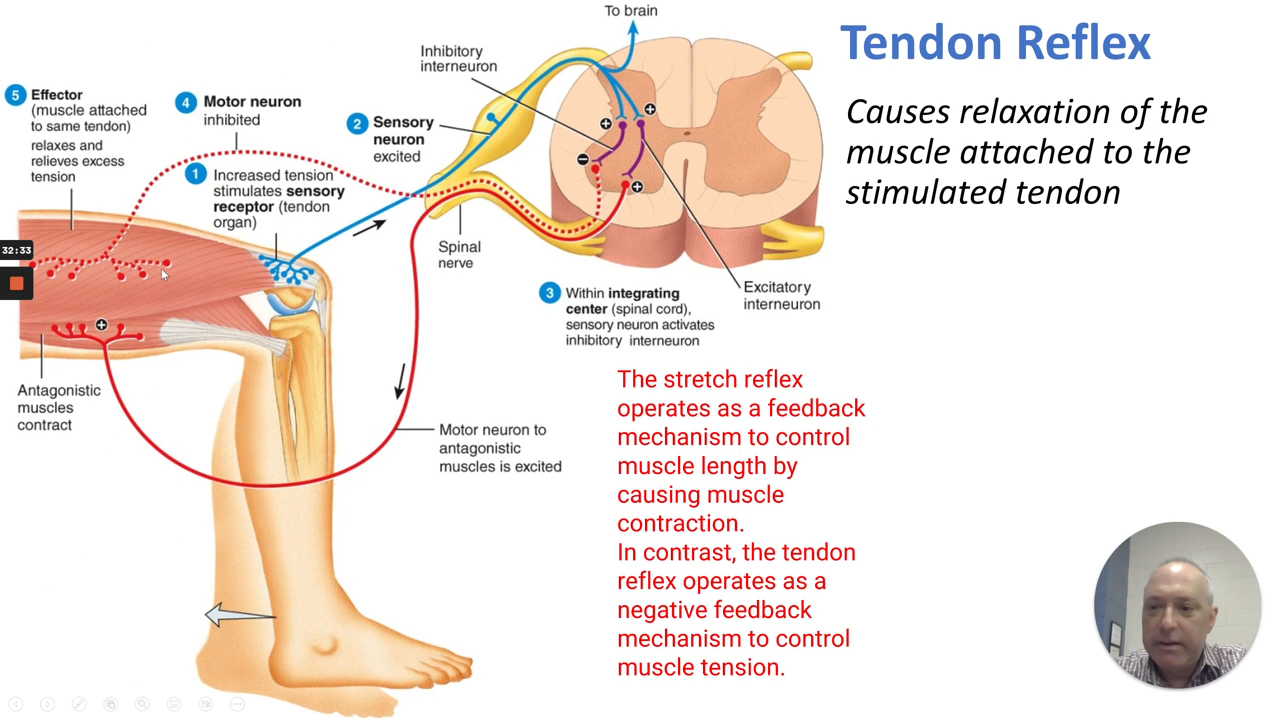 Tendon Reflex
Causes relaxation of the
muscle attached to the
stimulated tendon
To brain
Inhibitory
interneuron
5 Effector
(muscle attached
to same tendon)
relaxes and
relieves excess
tension
4 Motor neuron
inhibited
2 Sensory
neuron
excited
1 Increased tension
stimulates sensory
receptor (tendon
organ)
+
+
−
+
Spinal
nerve
32:33
3 Within integrating
center (spinal cord),
sensory neuron activates
inhibitory interneuron
Excitatory
interneuron
+
Antagonistic
muscles
contract
Motor neuron to
antagonistic
muscles is excited
The stretch reflex
operates as a feedback
mechanism to control
muscle length by
causing muscle
contraction.
In contrast, the tendon
reflex operates as a
negative feedback
mechanism to control
muscle tension.